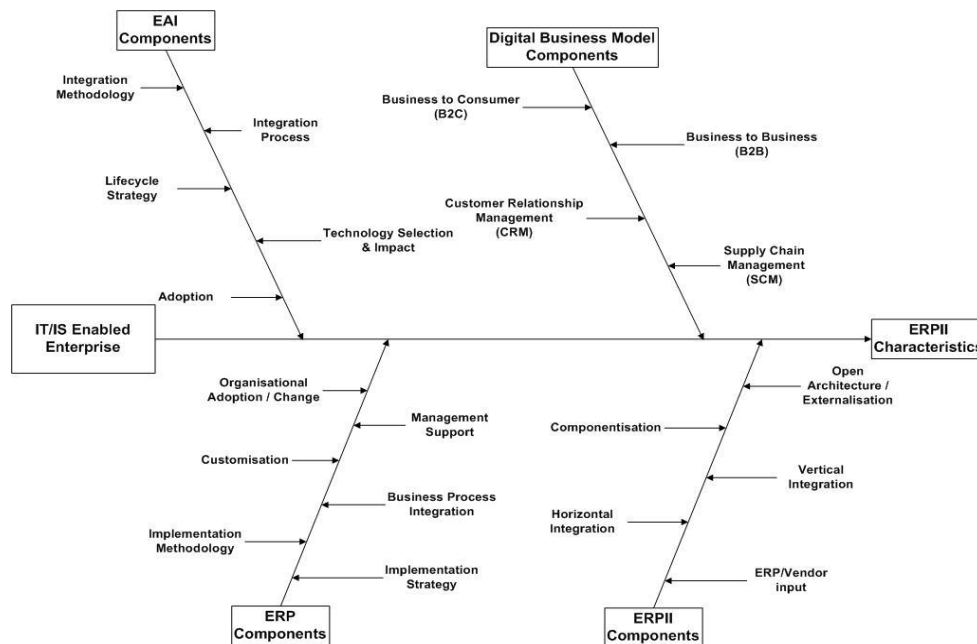 EAI
Components
Digital Business Model
Components
Integration
Methodology
Business to Consumer
(B2C)
Integration
Process
Business to Business
(B2B)
Lifecycle
Strategy
Customer Relationship
Management
(CRM)
Technology Selection
& Impact
Supply Chain
Management
(SCM)
Adoption
IT/IS Enabled
Enterprise
ERPII
Characteristics
Organisational
Adoption / Change
Open
Architecture /
Externalisation
Management
Support
Componentisation
Customisation
Vertical
Integration
Business Process
Integration
Horizontal
Integration
Implementation
Methodology
Implementation
Strategy
ERP/Vendor
input
ERP
Components
ERPII
Components